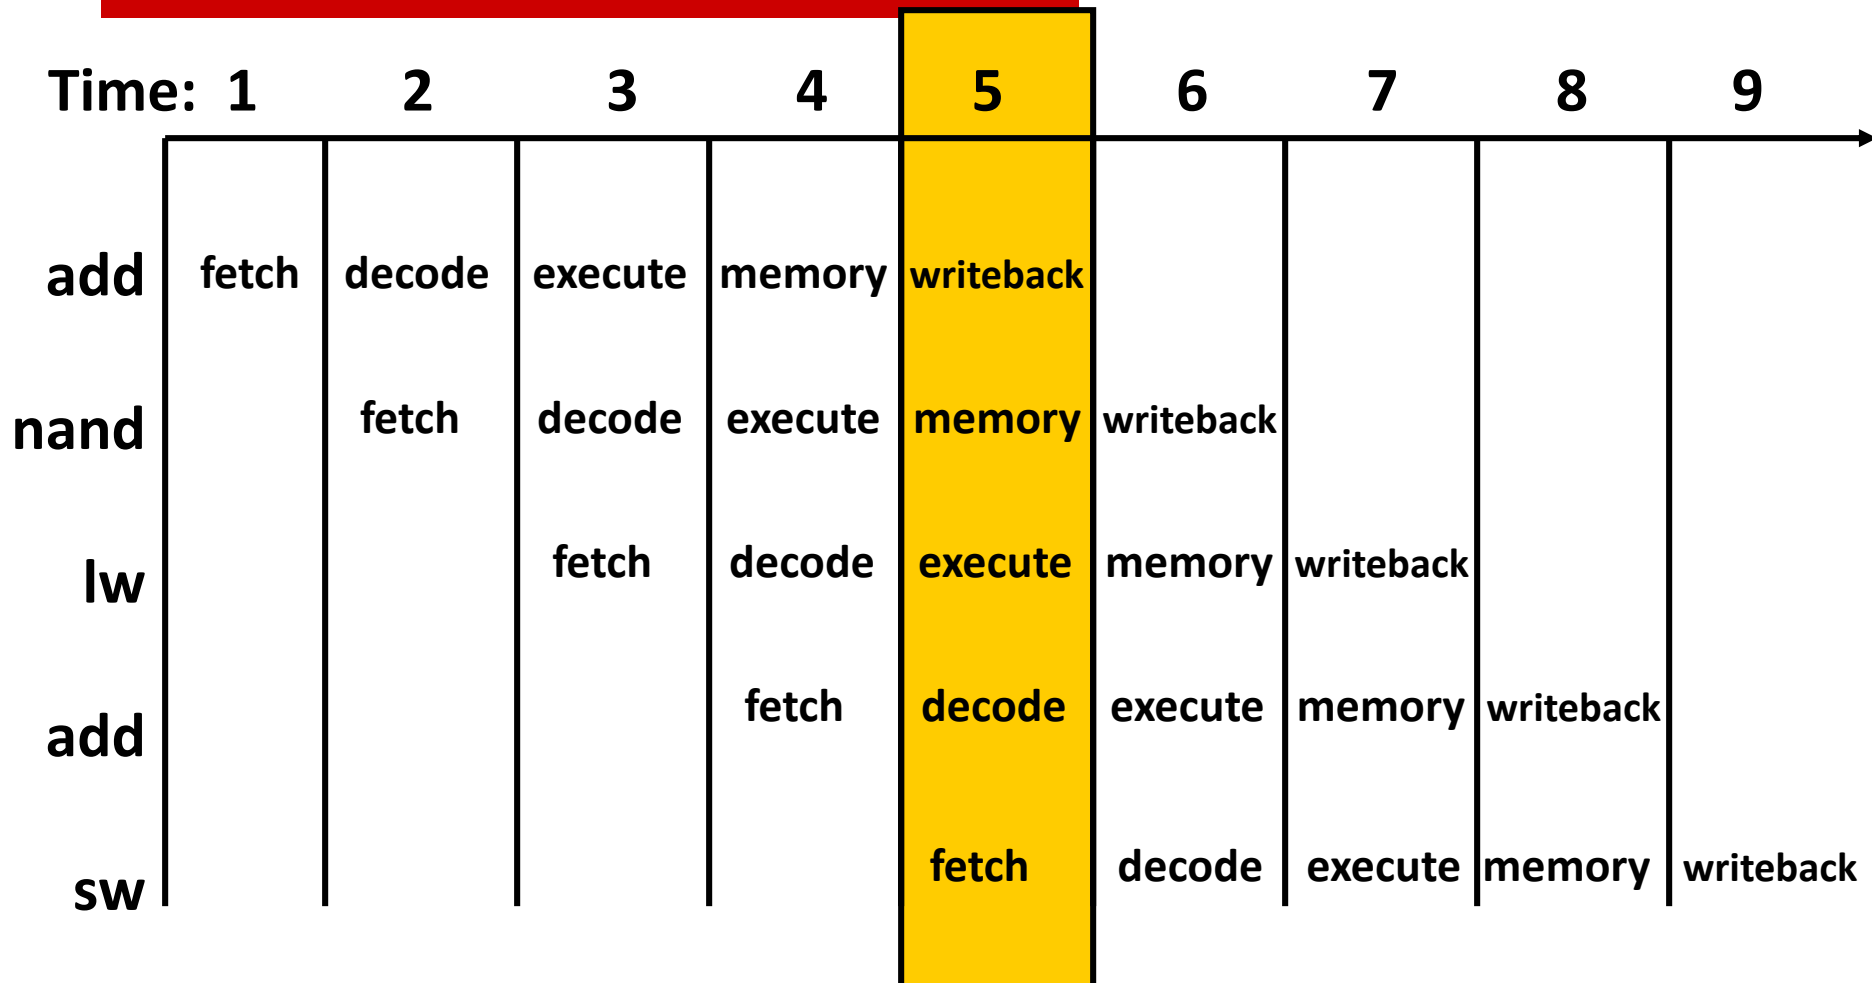 Time: 1 2 3 4 5 6 7 8 9
add fetch decode execute memory writeback
nand fetch decode execute memory writeback
lw fetch decode execute memory writeback
add fetch decode execute memory writeback
sw fetch decode execute memory writeback